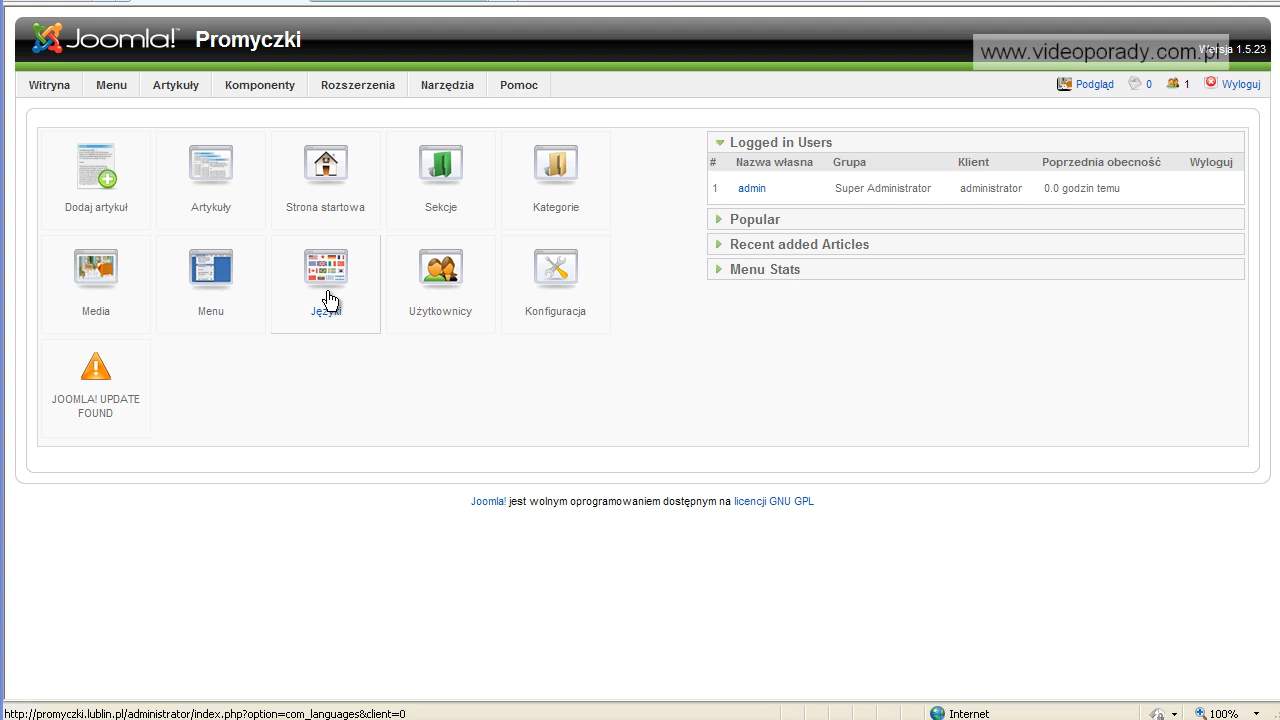 Joomla! Promyczki
www.videoporady.com.pl
Wersja 1.5.23
Witryna Menu Artykuły Komponenty Rozszerzenia Narzędzia Pomoc
Podgląd 0 1 Wyloguj
Dodaj artykuł
Artykuły
Strona startowa
Sekcje
Kategorie
Media
Menu
Języki
Użytkownicy
Konfiguracja
JOOMLA! UPDATE
FOUND
Logged in Users
# Nazwa własna Grupa Klient Poprzednia obecność Wyloguj
1 admin Super Administrator administrator 0.0 godzin temu
Popular
Recent added Articles
Menu Stats
Joomla! jest wolnym oprogramowaniem dostępnym na licencji GNU GPL
http://promyczki.lublin.pl/administrator/index.php?option=com_languages&client=0
Internet
100%